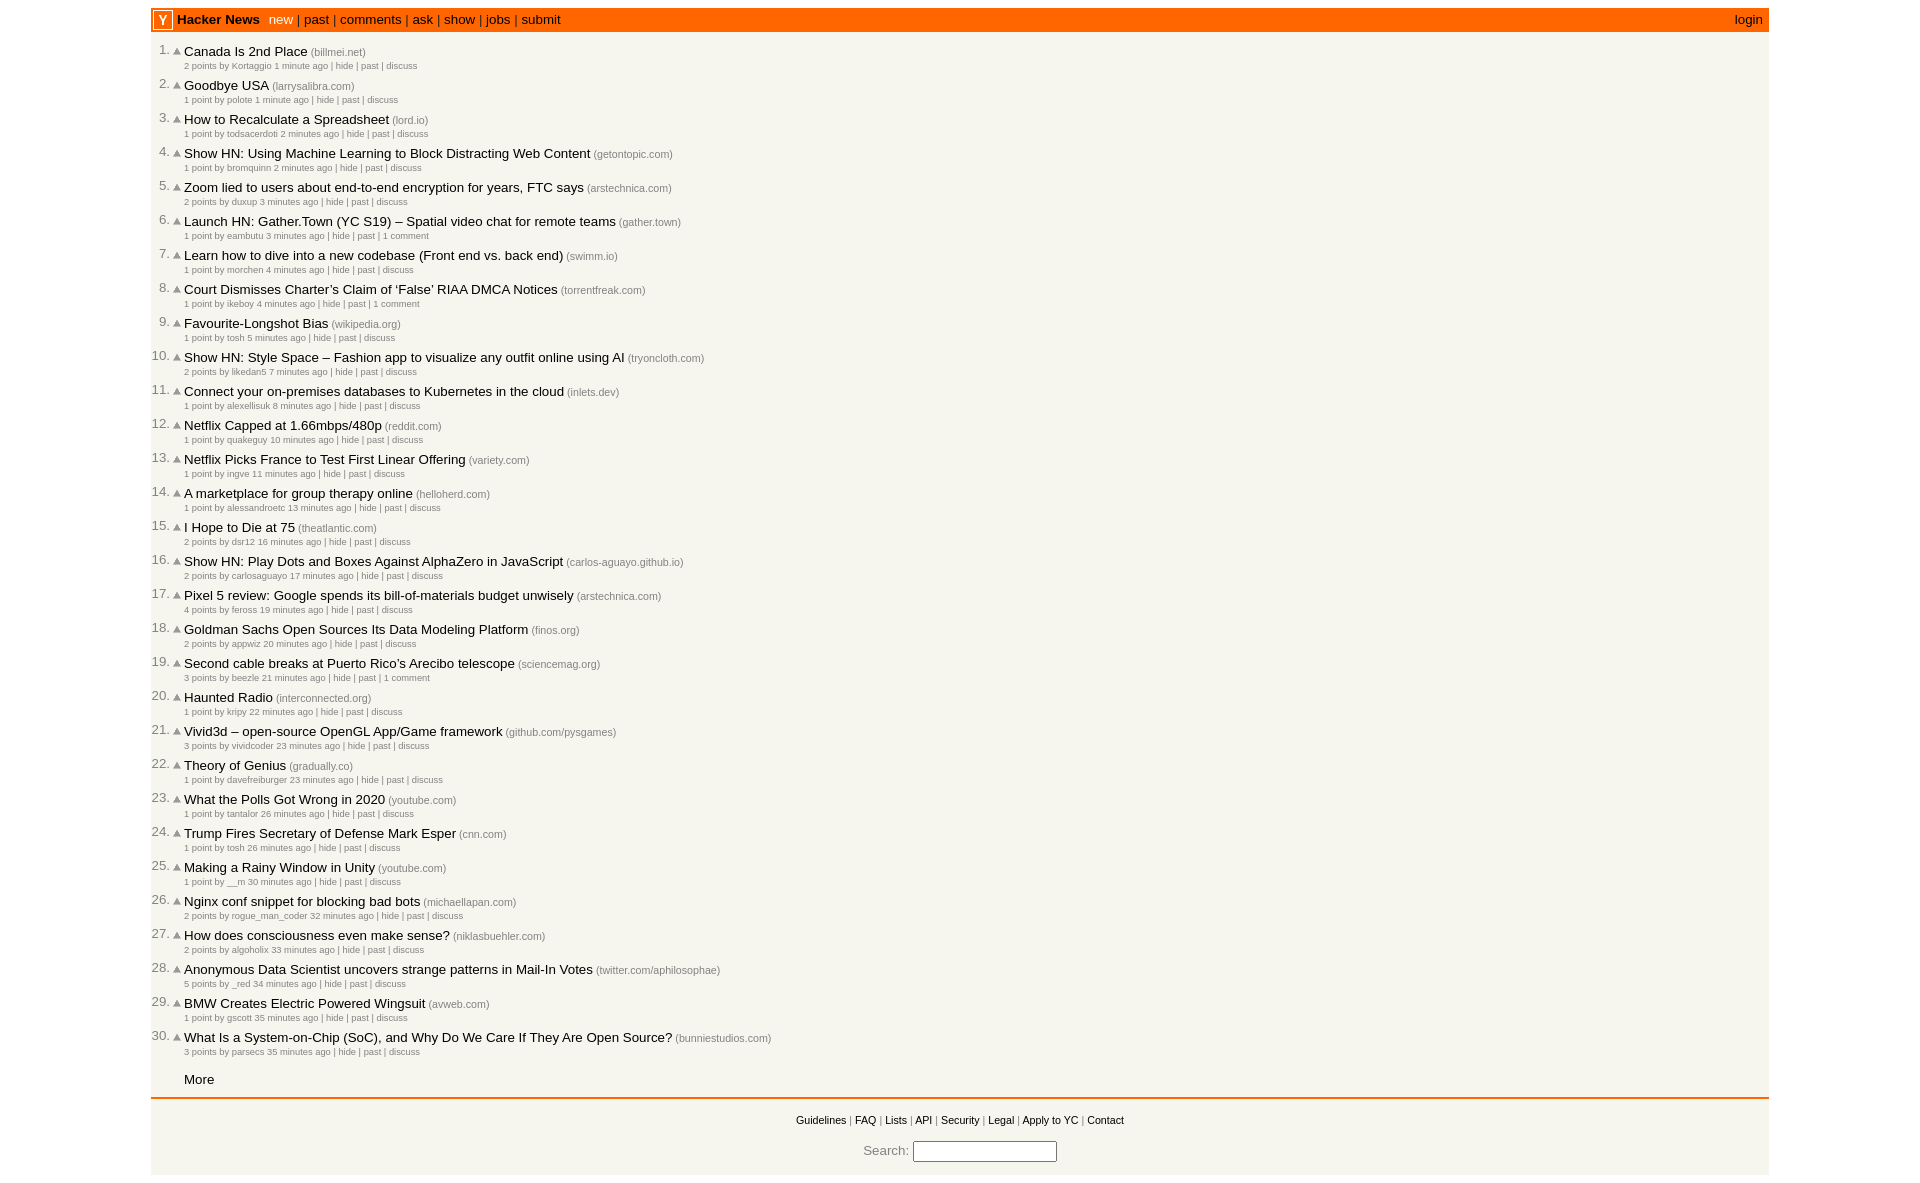 Y Hacker News new | past | comments | ask | show | jobs | submit login
1. Canada Is 2nd Place (billmei.net)
2 points by Kortaggio 1 minute ago | hide | past | discuss
2. Goodbye USA (larrysalibra.com)
1 point by polote 1 minute ago | hide | past | discuss
3. How to Recalculate a Spreadsheet (lord.io)
1 point by todsacerdoti 2 minutes ago | hide | past | discuss
4. Show HN: Using Machine Learning to Block Distracting Web Content (getontopic.com)
1 point by bromquinn 2 minutes ago | hide | past | discuss
5. Zoom lied to users about end-to-end encryption for years, FTC says (arstechnica.com)
2 points by duxup 3 minutes ago | hide | past | discuss
6. Launch HN: Gather.Town (YC S19) – Spatial video chat for remote teams (gather.town)
1 point by eambutu 3 minutes ago | hide | past | 1 comment
7. Learn how to dive into a new codebase (Front end vs. back end) (swimm.io)
1 point by morchen 4 minutes ago | hide | past | discuss
8. Court Dismisses Charter’s Claim of ‘False’ RIAA DMCA Notices (torrentfreak.com)
1 point by ikeboy 4 minutes ago | hide | past | 1 comment
9. Favourite-Longshot Bias (wikipedia.org)
1 point by tosh 5 minutes ago | hide | past | discuss
10. Show HN: Style Space – Fashion app to visualize any outfit online using AI (tryoncloth.com)
2 points by likedan5 7 minutes ago | hide | past | discuss
11. Connect your on-premises databases to Kubernetes in the cloud (inlets.dev)
1 point by alexellisuk 8 minutes ago | hide | past | discuss
12. Netflix Capped at 1.66mbps/480p (reddit.com)
1 point by quakeguy 10 minutes ago | hide | past | discuss
13. Netflix Picks France to Test First Linear Offering (variety.com)
1 point by ingve 11 minutes ago | hide | past | discuss
14. A marketplace for group therapy online (helloherd.com)
1 point by alessandroetc 13 minutes ago | hide | past | discuss
15. I Hope to Die at 75 (theatlantic.com)
2 points by dsr12 16 minutes ago | hide | past | discuss
16. Show HN: Play Dots and Boxes Against AlphaZero in JavaScript (carlos-aguayo.github.io)
2 points by carlosaguayo 17 minutes ago | hide | past | discuss
17. Pixel 5 review: Google spends its bill-of-materials budget unwisely (arstechnica.com)
4 points by feross 19 minutes ago | hide | past | discuss
18. Goldman Sachs Open Sources Its Data Modeling Platform (finos.org)
2 points by appwiz 20 minutes ago | hide | past | discuss
19. Second cable breaks at Puerto Rico’s Arecibo telescope (sciencemag.org)
3 points by beezle 21 minutes ago | hide | past | 1 comment
20. Haunted Radio (interconnected.org)
1 point by kripy 22 minutes ago | hide | past | discuss
21. Vivid3d – open-source OpenGL App/Game framework (github.com/pysgames)
3 points by vividcoder 23 minutes ago | hide | past | discuss
22. Theory of Genius (gradually.co)
1 point by davefreiburger 23 minutes ago | hide | past | discuss
23. What the Polls Got Wrong in 2020 (youtube.com)
1 point by tantalor 26 minutes ago | hide | past | discuss
24. Trump Fires Secretary of Defense Mark Esper (cnn.com)
1 point by tosh 26 minutes ago | hide | past | discuss
25. Making a Rainy Window in Unity (youtube.com)
1 point by __m 30 minutes ago | hide | past | discuss
26. Nginx conf snippet for blocking bad bots (michaellapan.com)
2 points by rogue_man_coder 32 minutes ago | hide | past | discuss
27. How does consciousness even make sense? (niklasbuehler.com)
2 points by algoholix 33 minutes ago | hide | past | discuss
28. Anonymous Data Scientist uncovers strange patterns in Mail-In Votes (twitter.com/aphilosophae)
5 points by _red 34 minutes ago | hide | past | discuss
29. BMW Creates Electric Powered Wingsuit (avweb.com)
1 point by gscott 35 minutes ago | hide | past | discuss
30. What Is a System-on-Chip (SoC), and Why Do We Care If They Are Open Source? (bunniestudios.com)
3 points by parsecs 35 minutes ago | hide | past | discuss
More
Guidelines | FAQ | Lists | API | Security | Legal | Apply to YC | Contact
Search: